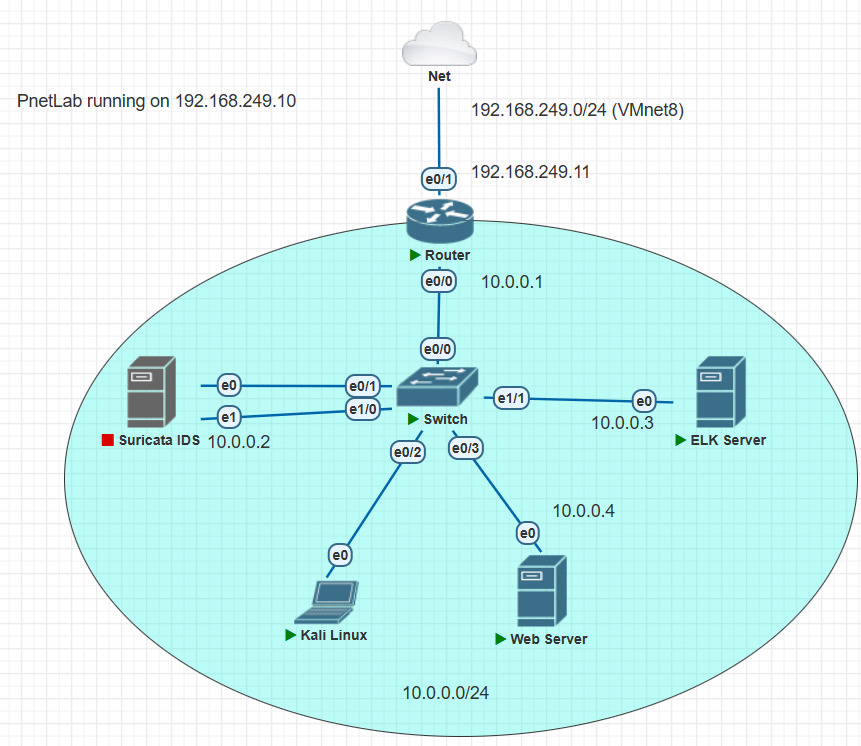 Net
PnetLab running on 192.168.249.10
192.168.249.0/24 (VMnet8)
192.168.249.11
e0/1
Router
e0/0
10.0.0.1
e0/0
e0
e0/1
e1/1
e0
e1
e1/0
Switch
10.0.0.3
Suricata IDS
10.0.0.2
ELK Server
e0/2
e0/3
10.0.0.4
e0
e0
Kali Linux
Web Server
10.0.0.0/24